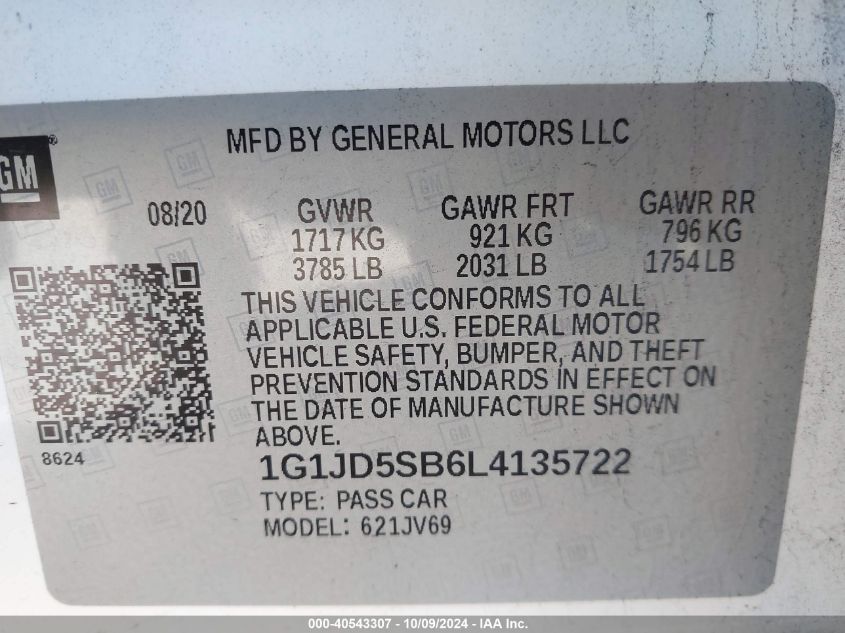 MFD BY GENERAL MOTORS LLC
GM
08/20 GVWR GAWR FRT GAWR RR
1717 KG 921 KG 796 KG
3785 LB 2031 LB 1754 LB
THIS VEHICLE CONFORMS TO ALL
APPLICABLE U.S. FEDERAL MOTOR
VEHICLE SAFETY, BUMPER, AND THEFT
PREVENTION STANDARDS IN EFFECT ON
THE DATE OF MANUFACTURE SHOWN
ABOVE.
8624
1G1JD5SB6L4135722
TYPE: PASS CAR
MODEL: 621JV69
000-40543307 - 10/09/2024 - IAA Inc.